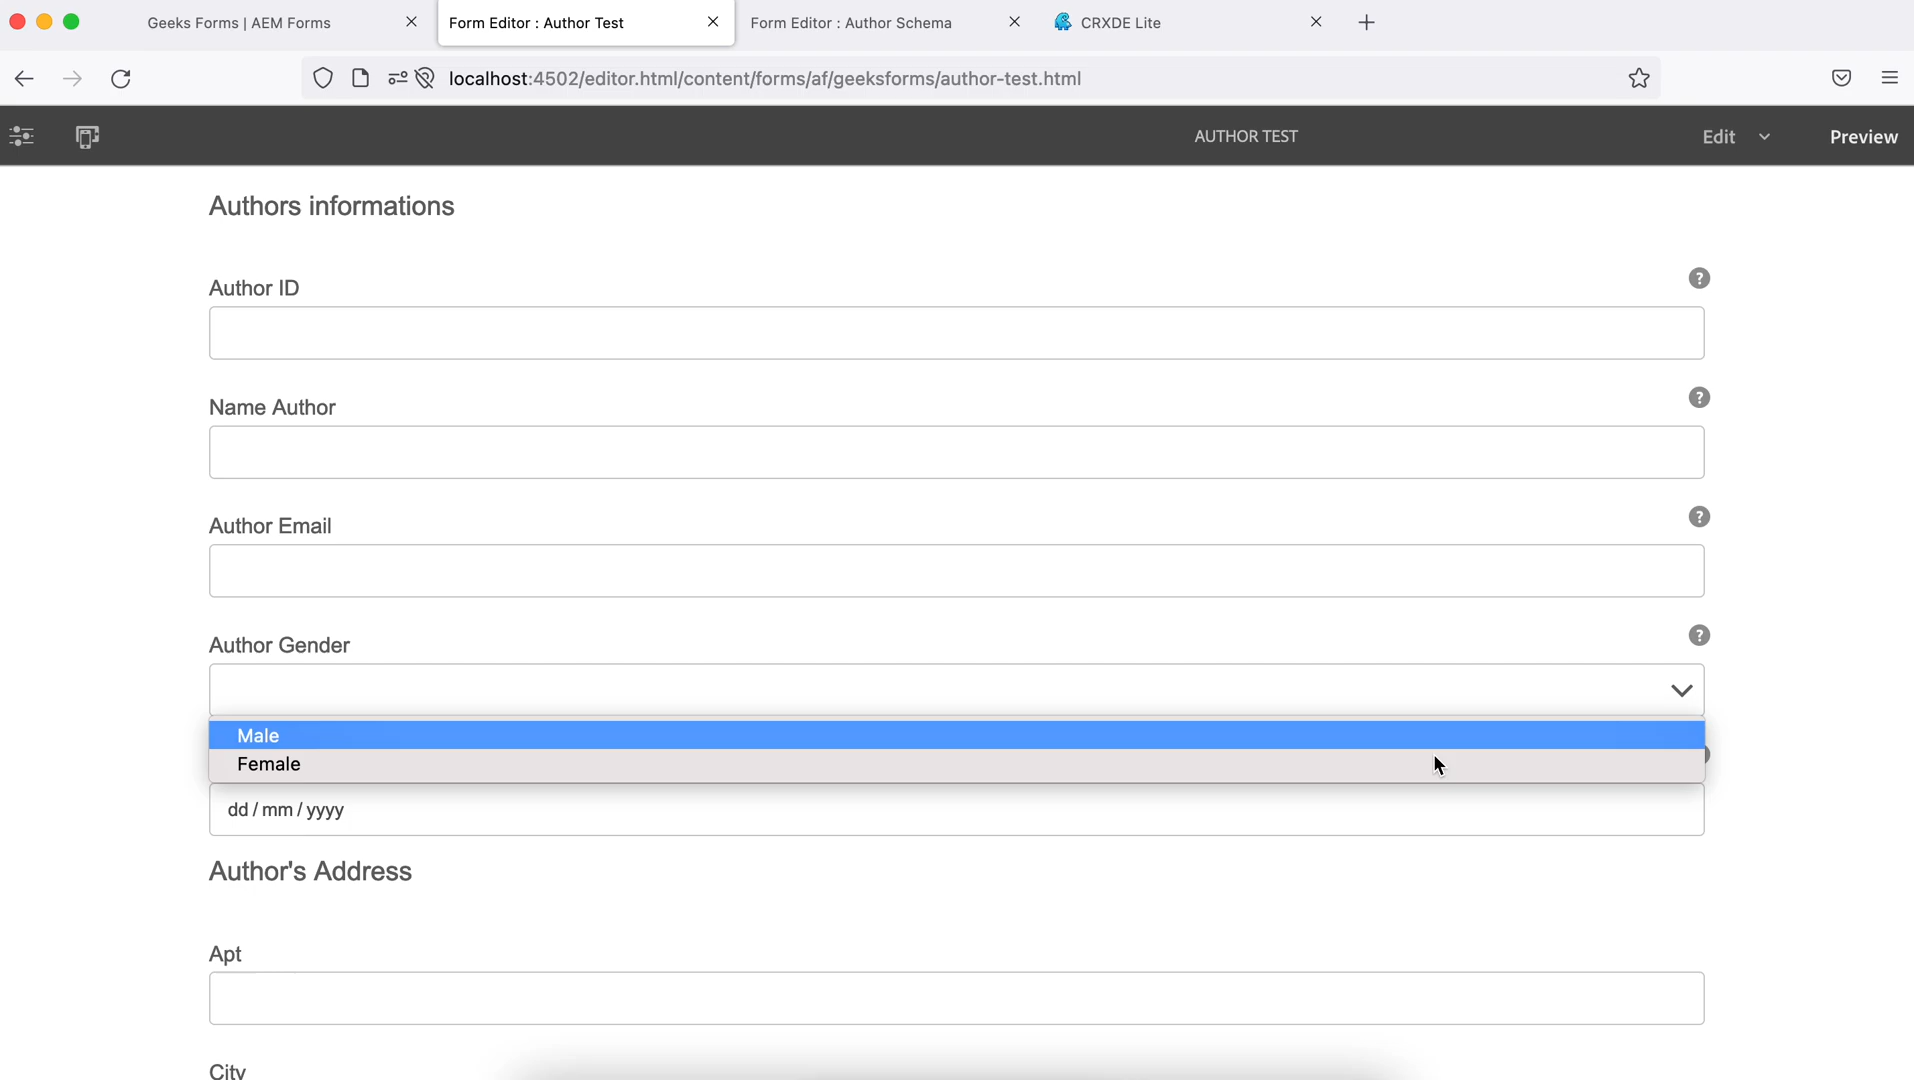 Geeks Forms | AEM Forms
Form Editor : Author Test
Form Editor : Author Schema
CRXDE Lite
localhost:4502/editor.html/content/forms/af/geeksforms/author-test.html
AUTHOR TEST
Edit
Preview
Authors informations
Author ID
?
Name Author
?
Author Email
?
Author Gender
?
Male
Female
dd / mm / yyyy
Author's Address
Apt
City